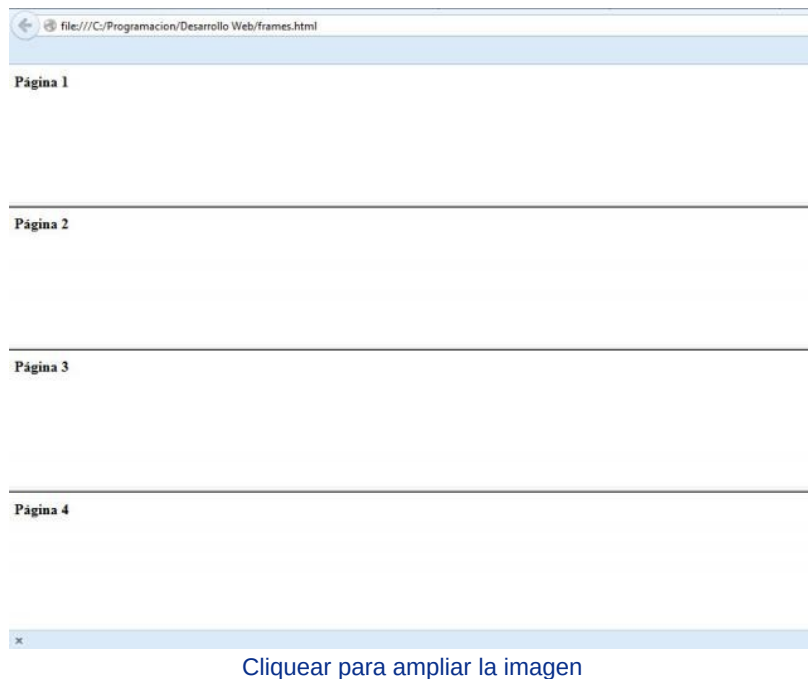 file:///C:/Programacion/Desarrollo Web/frames.html
Página 1
Página 2
Página 3
Página 4
Cliquear para ampliar la imagen